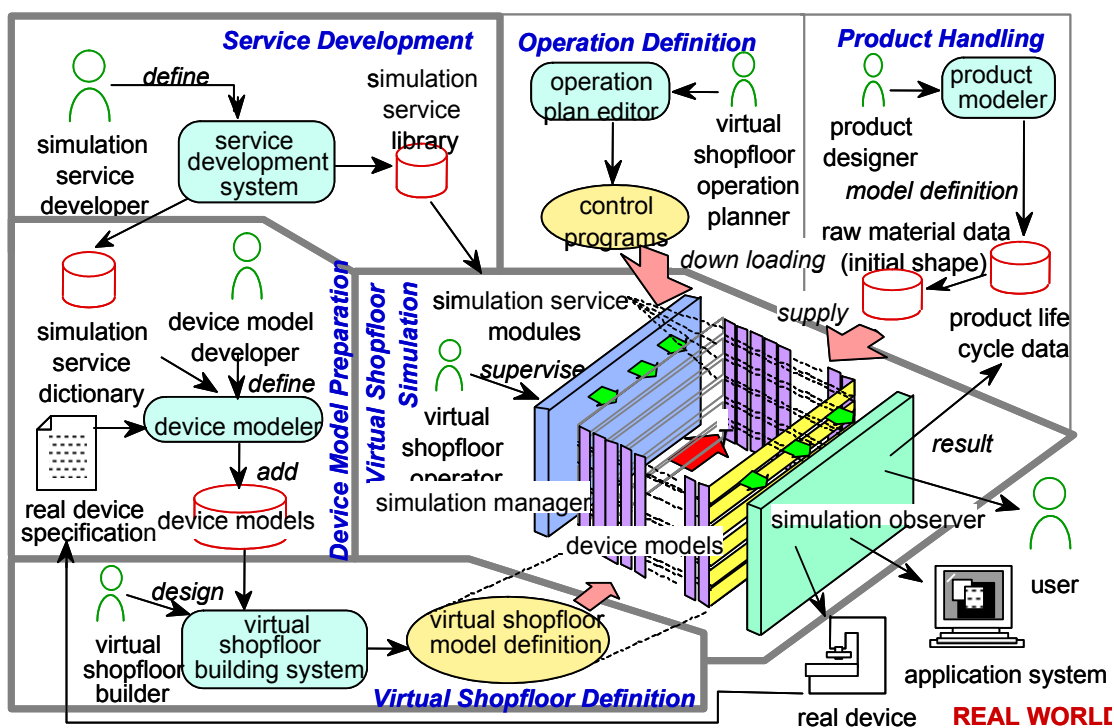 Service Development
define
simulation
service
developer
service
development
system
simulation
service
library
Operation Definition
operation
plan editor
virtual
shopfloor
operation
planner
control
programs
down loading
Product Handling
product
modeler
product
designer
model definition
raw material data
(initial shape)
supply
product life
cycle data
simulation
service
dictionary
device model
developer
define
device modeler
real device
specification
add
device models
Device Model Preparation
Virtual Shopfloor
Simulation
simulation service
modules
supervise
virtual
shopfloor
operator
simulation manager
device models
simulation observer
result
user
application system
real device
REAL WORLD
design
virtual
shopfloor
builder
virtual
shopfloor
building system
virtual shopfloor
model definition
Virtual Shopfloor Definition